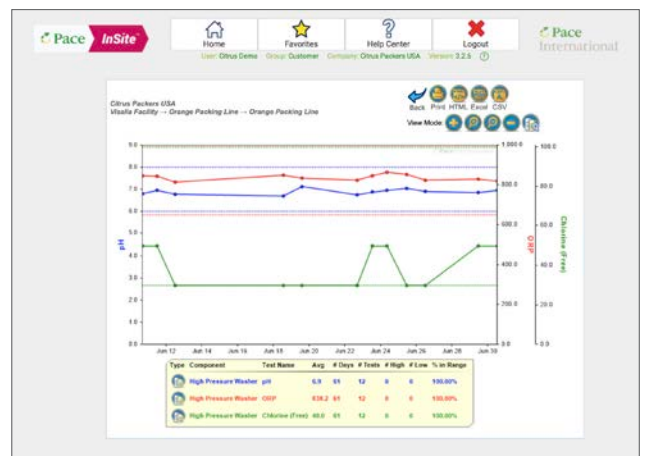 Pace InSite
Home Favorites Help Center Logout
Pace International
User: Citrus Demo Group: Customer Company: Citrus Packers USA Version: 3.2.5
Citrus Packers USA
Visalia Facility → Orange Packing Line → Orange Packing Line
Back Print HTML Excel CSV
View Mode
9.0 1,000.0 100.0
8.0
7.0 800.0 80.0
6.0
5.0 600.0 60.0
pH ORP Chlorine (Free)
4.0 400.0 40.0
3.0
2.0 200.0 20.0
1.0
0.0 0.0 0.0
Jun 12 Jun 14 Jun 16 Jun 18 Jun 20 Jun 22 Jun 24 Jun 26 Jun 28 Jun 30
Type Component Test Name Avg # Days # Tests # High # Low % in Range
High Pressure Washer pH 6.9 61 12 0 0 100.00%
High Pressure Washer ORP 61 12 0 0 100.00%
High Pressure Washer Chlorine (Free) 40.0 61 12 0 0 100.00%